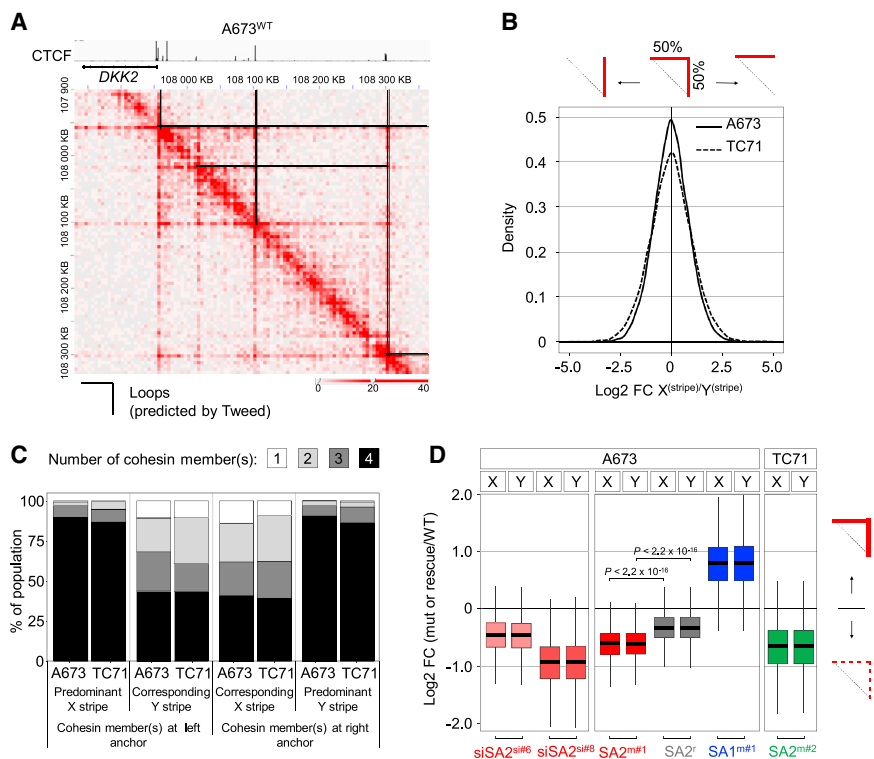 A
A673WT
CTCF
DKK2
108 000 KB
108 100 KB
108 200 KB
108 300 KB
107 900
108 000 KB
108 100 KB
108 200 KB
108 300 KB
0 20 40
Loops
(predicted by Tweed)
B
50%
50%
A673
TC71
Density
0.5
0.4
0.3
0.2
0.1
0
-5.0 -2.5 0 2.5 5.0
Log2 FC X(stripe)/Y(stripe)
C
Number of cohesin member(s): 1 2 3 4
% of population
100
75
50
25
0
A673 TC71 A673 TC71 A673 TC71 A673 TC71
Predominant X stripe
Corresponding Y stripe
Corresponding X stripe
Predominant Y stripe
Cohesin member(s) at left anchor
Cohesin member(s) at right anchor
D
A673 TC71
X Y X Y X Y X Y X Y X Y
Log2 FC (mut or rescue/WT)
2.0
1.0
0
-1.0
-2.0
P < 2.2 x 10-16
P < 2.2 x 10-16
siSA2si#6 siSA2si#8 SA2m#1 SA2r SA1m#1 SA2m#2